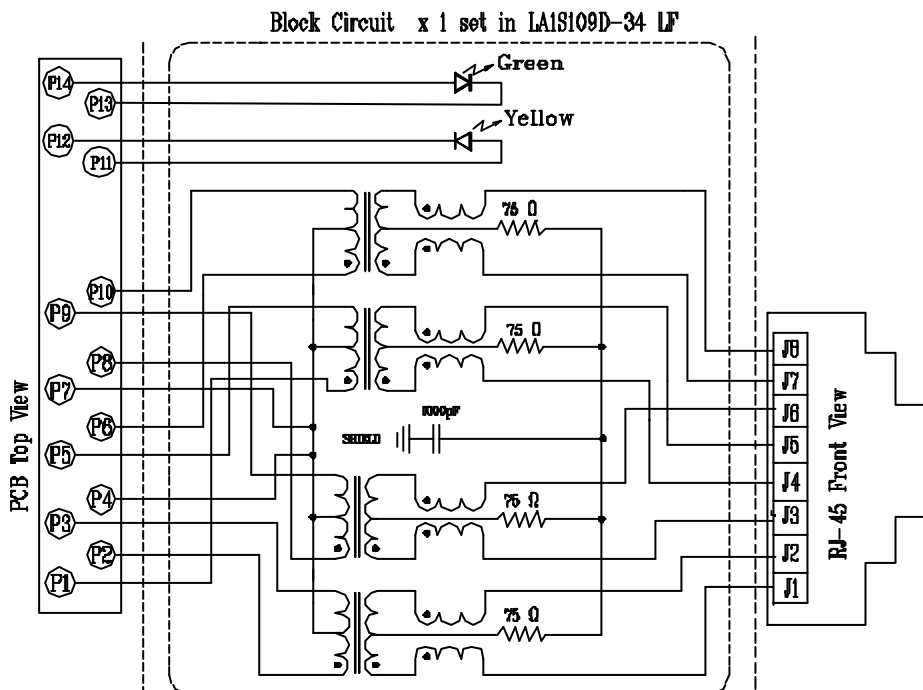 Block Circuit x 1 set in LA1S109D-34 LF
Green
Yellow
P14
P13
P12
P11
P10
P9
P8
P7
P6
P5
P4
P3
P2
P1
PCB Top View
75 Ω
75 Ω
1000pF
SHIELD
75 Ω
75 Ω
J8
J7
J6
J5
J4
J3
J2
J1
RJ-45 Front View